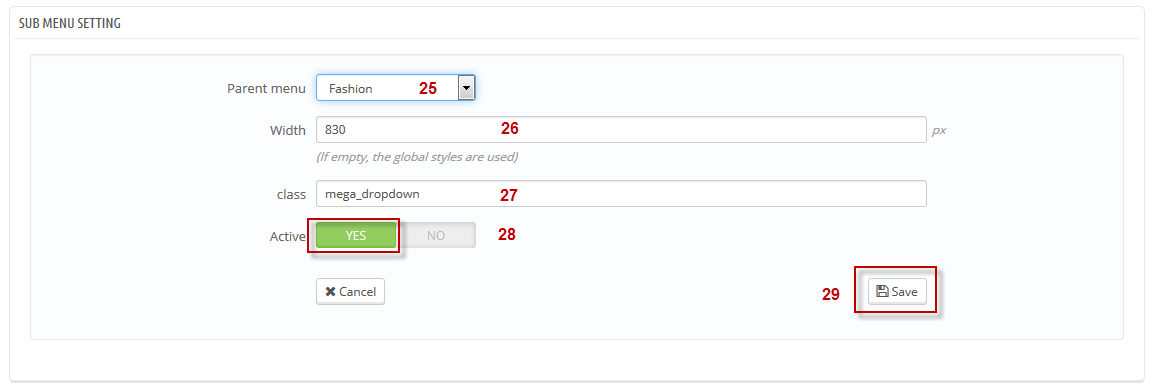 SUB MENU SETTING
Parent menu Fashion 25
Width 830 26 px
(If empty, the global styles are used)
class mega_dropdown 27
Active YES NO 28
Cancel 29 Save